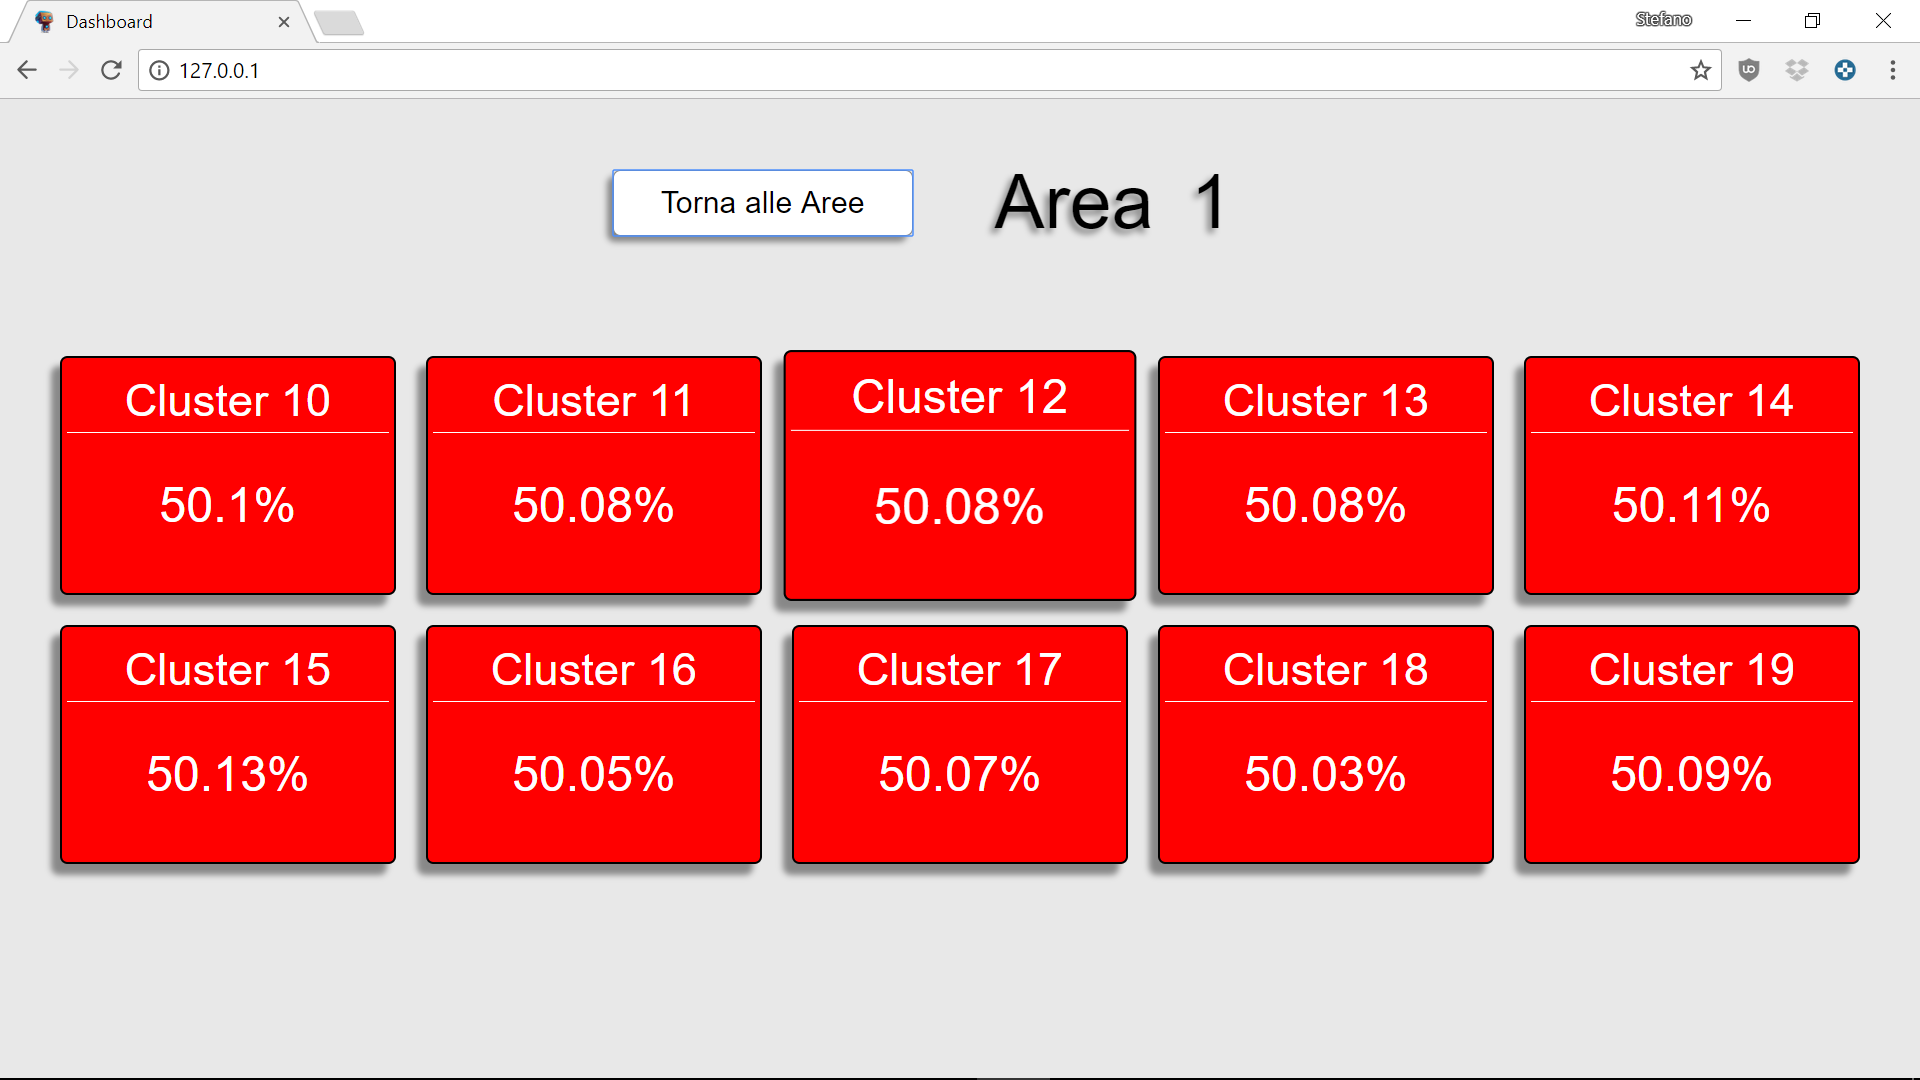 Dashboard
Stefano
127.0.0.1
Torna alle Aree
Area 1
Cluster 10
50.1%
Cluster 11
50.08%
Cluster 12
50.08%
Cluster 13
50.08%
Cluster 14
50.11%
Cluster 15
50.13%
Cluster 16
50.05%
Cluster 17
50.07%
Cluster 18
50.03%
Cluster 19
50.09%